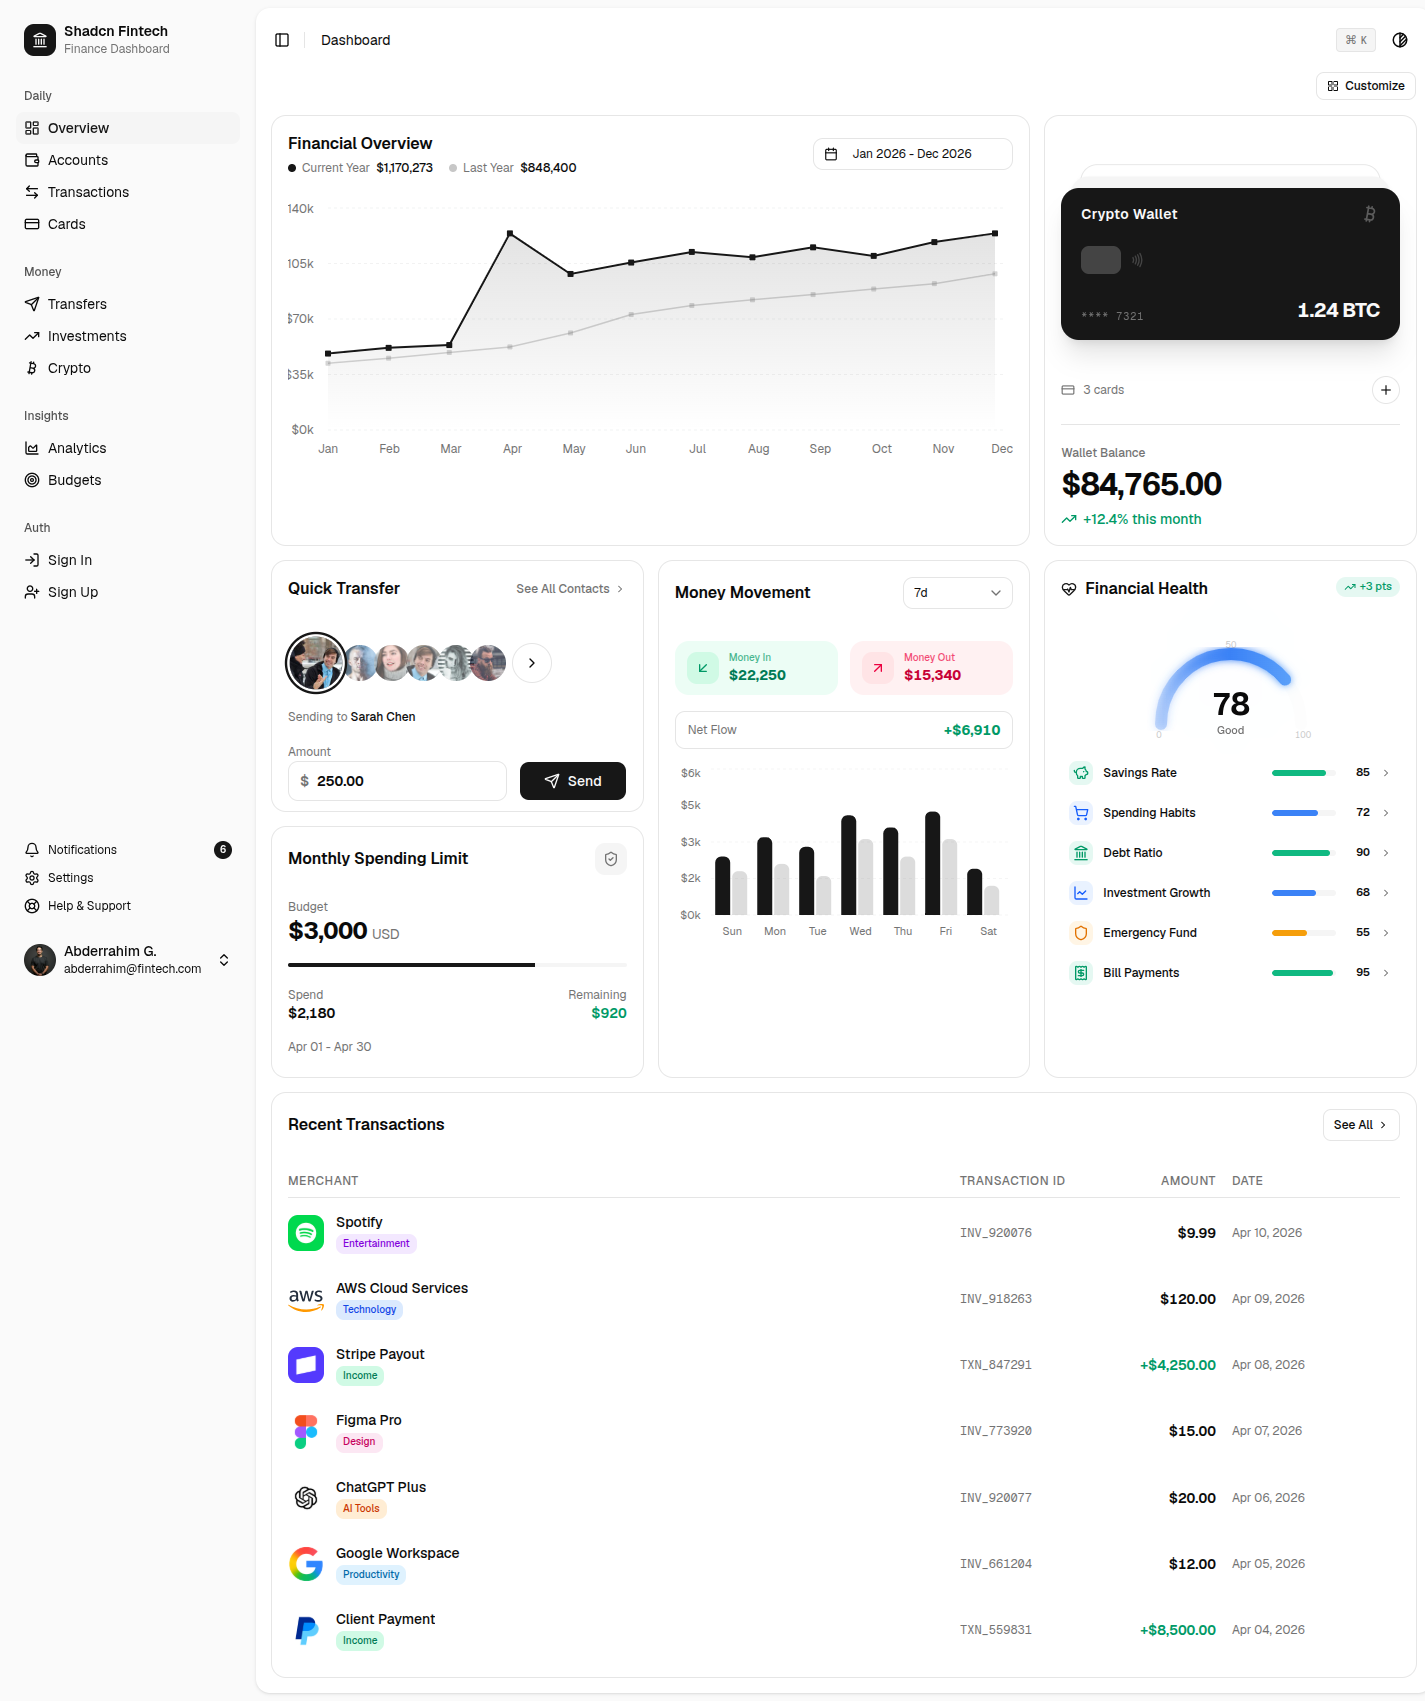 Shadcn Fintech
Finance Dashboard
Daily
Overview
Accounts
Transactions
Cards
Money
Transfers
Investments
Crypto
Insights
Analytics
Budgets
Auth
Sign In
Sign Up
Notifications
6
Settings
Help & Support
Abderrahim G.
abderrahim@fintech.com
Dashboard
⌘ K
Customize
Financial Overview
Current Year $1,170,273 Last Year $848,400
Jan 2026 - Dec 2026
140k
105k
$70k
$35k
$0k
Jan Feb Mar Apr May Jun Jul Aug Sep Oct Nov Dec
Crypto Wallet
**** 7321
1.24 BTC
3 cards
Wallet Balance
$84,765.00
+12.4% this month
Quick Transfer
See All Contacts
Sending to Sarah Chen
Amount
$ 250.00
Send
Monthly Spending Limit
Budget
$3,000 USD
Spend Remaining
$2,180 $920
Apr 01 - Apr 30
Money Movement
7d
Money In
$22,250
Money Out
$15,340
Net Flow +$6,910
$6k
$5k
$3k
$2k
$0k
Sun Mon Tue Wed Thu Fri Sat
Financial Health
+3 pts
50
78
Good
0 100
Savings Rate 85
Spending Habits 72
Debt Ratio 90
Investment Growth 68
Emergency Fund 55
Bill Payments 95
Recent Transactions
See All
MERCHANT TRANSACTION ID AMOUNT DATE
Spotify
Entertainment
INV_920076 $9.99 Apr 10, 2026
aws
AWS Cloud Services
Technology
INV_918263 $120.00 Apr 09, 2026
Stripe Payout
Income
TXN_847291 +$4,250.00 Apr 08, 2026
Figma Pro
Design
INV_773920 $15.00 Apr 07, 2026
ChatGPT Plus
AI Tools
INV_920077 $20.00 Apr 06, 2026
Google Workspace
Productivity
INV_661204 $12.00 Apr 05, 2026
Client Payment
Income
TXN_559831 +$8,500.00 Apr 04, 2026